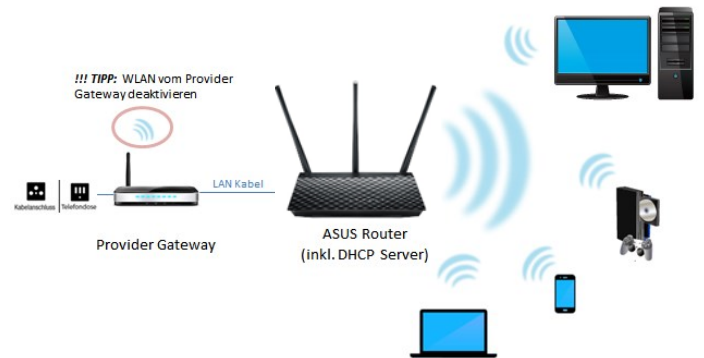 !!! TIPP: WLAN vom Provider
Gateway deaktivieren
LAN Kabel
Kabelanschluss
Telefondose
Provider Gateway
ASUS Router
(inkl. DHCP Server)